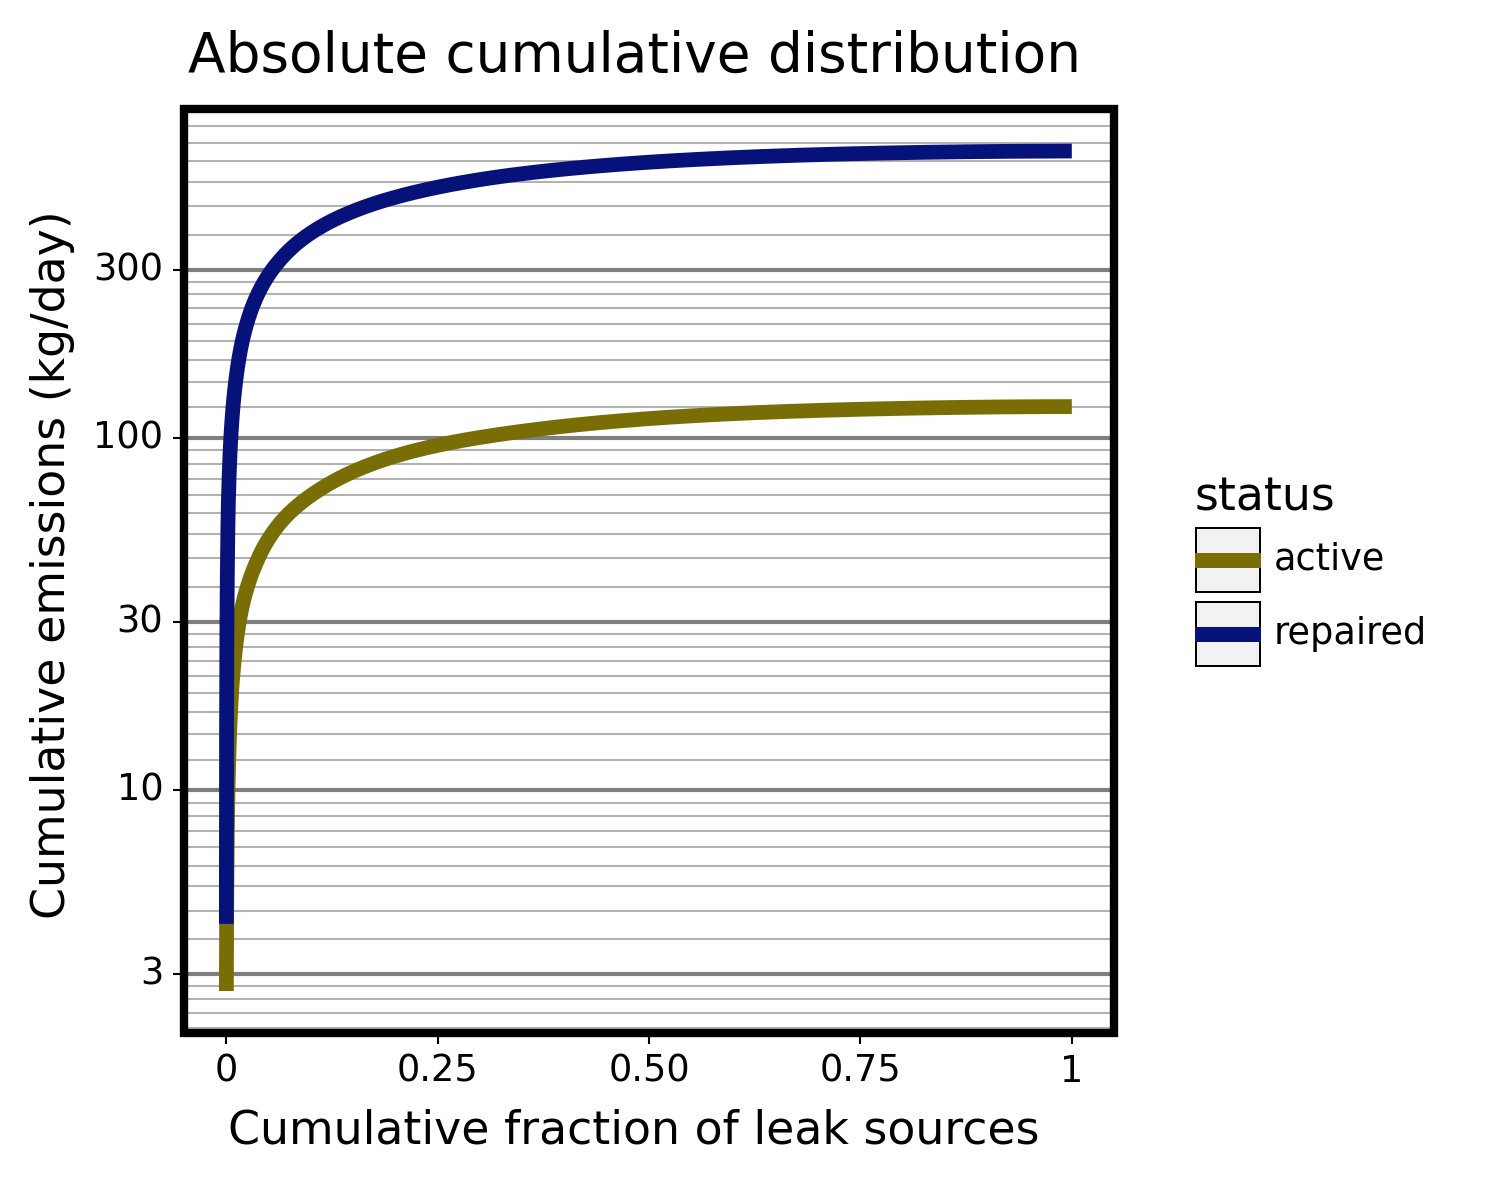 Absolute cumulative distribution
Cumulative emissions (kg/day)
300
100
30
10
3
0
0.25
0.50
0.75
1
Cumulative fraction of leak sources
status
active
repaired